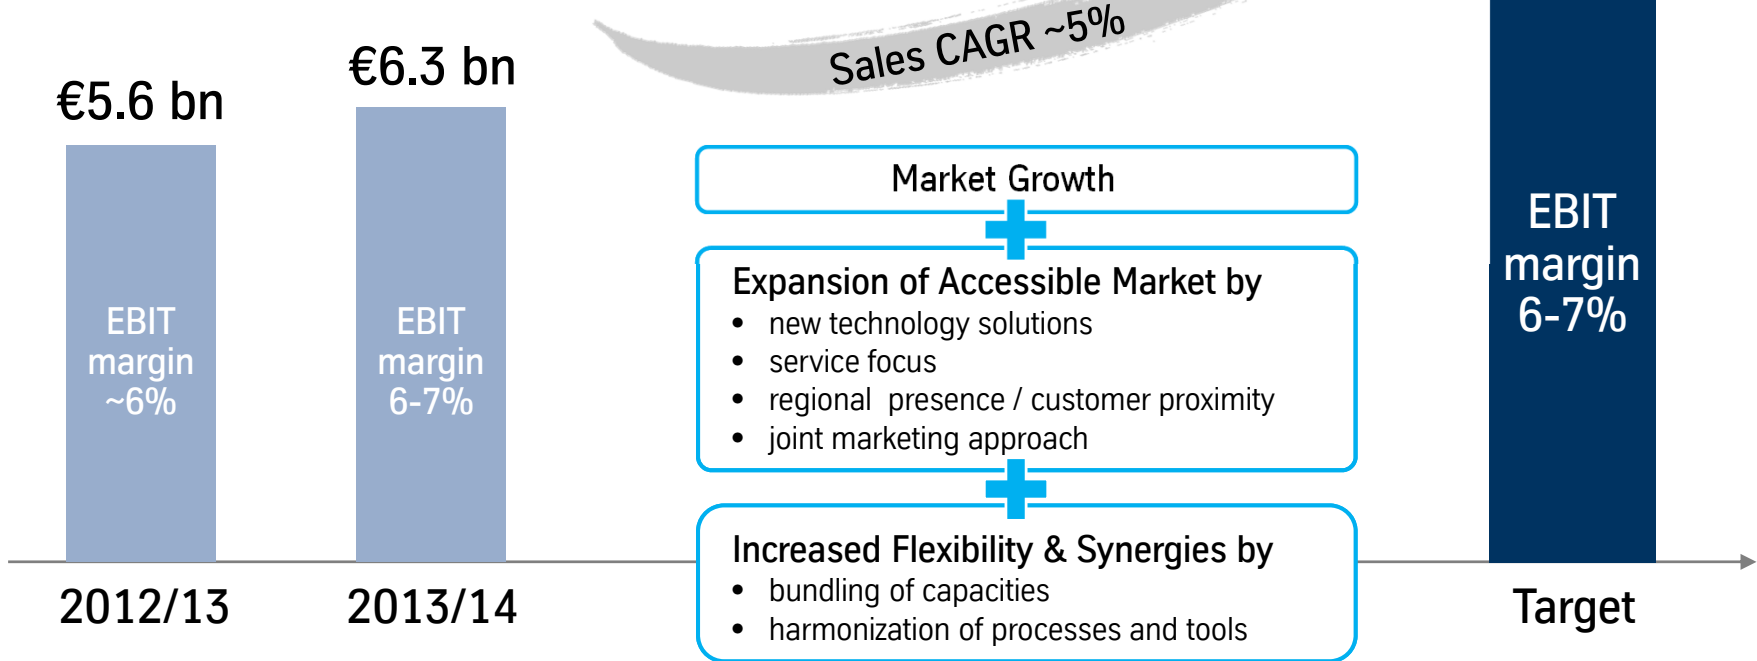 Sales CAGR ~5%
€5.6 bn
€6.3 bn
EBIT
margin
~6%
EBIT
margin
6-7%
Market Growth
Expansion of Accessible Market by
• new technology solutions
• service focus
• regional presence / customer proximity
• joint marketing approach
Increased Flexibility & Synergies by
• bundling of capacities
• harmonization of processes and tools
EBIT
margin
6-7%
2012/13
2013/14
Target